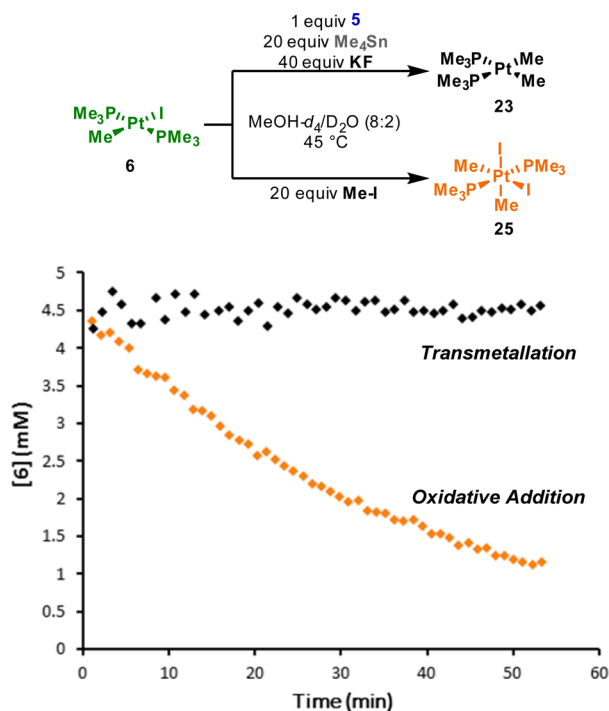 1 equiv 5
20 equiv Me4Sn
40 equiv KF
Me3P Me
Pt
Me3P Me
23
Me3P I
Pt
Me PMe3
6
MeOH-d4/D2O (8:2)
45 °C
20 equiv Me-I
I
Me PMe3
Pt
Me3P I
Me
25
5
4.5
4
3.5
3
2.5
2
1.5
1
0.5
0
[6] (mM)
Transmetallation
Oxidative Addition
0 10 20 30 40 50 60
Time (min)